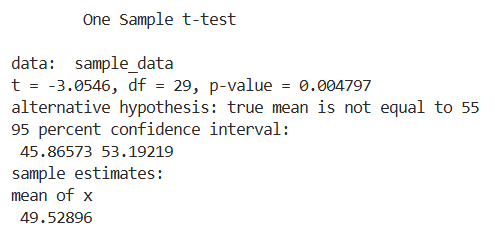 One Sample t-test
data:  sample_data
t = -3.0546, df = 29, p-value = 0.004797
alternative hypothesis: true mean is not equal to 55
95 percent confidence interval:
45.86573 53.19219
sample estimates:
mean of x
49.52896